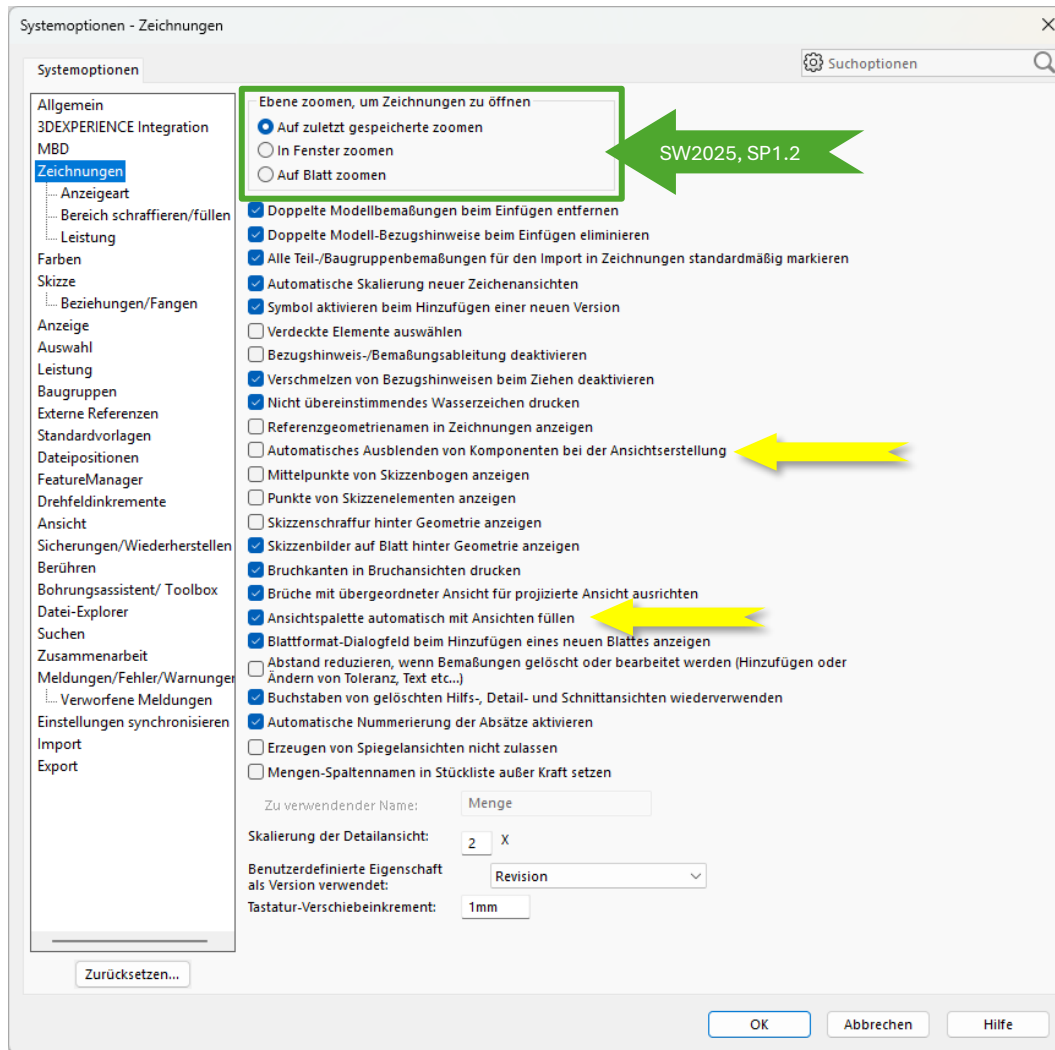 Systemoptionen - Zeichnungen
Systemoptionen
Suchoptionen
Allgemein
3DEXPERIENCE Integration
MBD
Zeichnungen
Anzeigeart
Bereich schraffieren/füllen
Leistung
Farben
Skizze
Beziehungen/Fangen
Anzeige
Auswahl
Leistung
Baugruppen
Externe Referenzen
Standardvorlagen
Dateipositionen
FeatureManager
Drehfeldinkremente
Ansicht
Sicherungen/Wiederherstellen
Berühren
Bohrungsassistent/ Toolbox
Datei-Explorer
Suchen
Zusammenarbeit
Meldungen/Fehler/Warnunger
Verworfene Meldungen
Einstellungen synchronisieren
Import
Export
Zurücksetzen...
Ebene zoomen, um Zeichnungen zu öffnen
Auf zuletzt gespeicherte zoomen
In Fenster zoomen
Auf Blatt zoomen
SW2025, SP1.2
Doppelte Modellbemaßungen beim Einfügen entfernen
Doppelte Modell-Bezugshinweise beim Einfügen eliminieren
Alle Teil-/Baugruppenbemaßungen für den Import in Zeichnungen standardmäßig markieren
Automatische Skalierung neuer Zeichenansichten
Symbol aktivieren beim Hinzufügen einer neuen Version
Verdeckte Elemente auswählen
Bezugshinweis-/Bemaßungsableitung deaktivieren
Verschmelzen von Bezugshinweisen beim Ziehen deaktivieren
Nicht übereinstimmendes Wasserzeichen drucken
Referenzgeometrienamen in Zeichnungen anzeigen
Automatisches Ausblenden von Komponenten bei der Ansichtserstellung
Mittelpunkte von Skizzenbogen anzeigen
Punkte von Skizzenelementen anzeigen
Skizzenschraffur hinter Geometrie anzeigen
Skizzenbilder auf Blatt hinter Geometrie anzeigen
Bruchkanten in Bruchansichten drucken
Brüche mit übergeordneter Ansicht für projizierte Ansicht ausrichten
Ansichtspalette automatisch mit Ansichten füllen
Blattformat-Dialogfeld beim Hinzufügen eines neuen Blattes anzeigen
Abstand reduzieren, wenn Bemaßungen gelöscht oder bearbeitet werden (Hinzufügen oder
Ändern von Toleranz, Text etc...)
Buchstaben von gelöschten Hilfs-, Detail- und Schnittansichten wiederverwenden
Automatische Nummerierung der Absätze aktivieren
Erzeugen von Spiegelansichten nicht zulassen
Mengen-Spaltennamen in Stückliste außer Kraft setzen
Zu verwendender Name: Menge
Skalierung der Detailansicht: 2 X
Benutzerdefinierte Eigenschaft
als Version verwendet: Revision
Tastatur-Verschiebeinkrement: 1mm
OK Abbrechen Hilfe